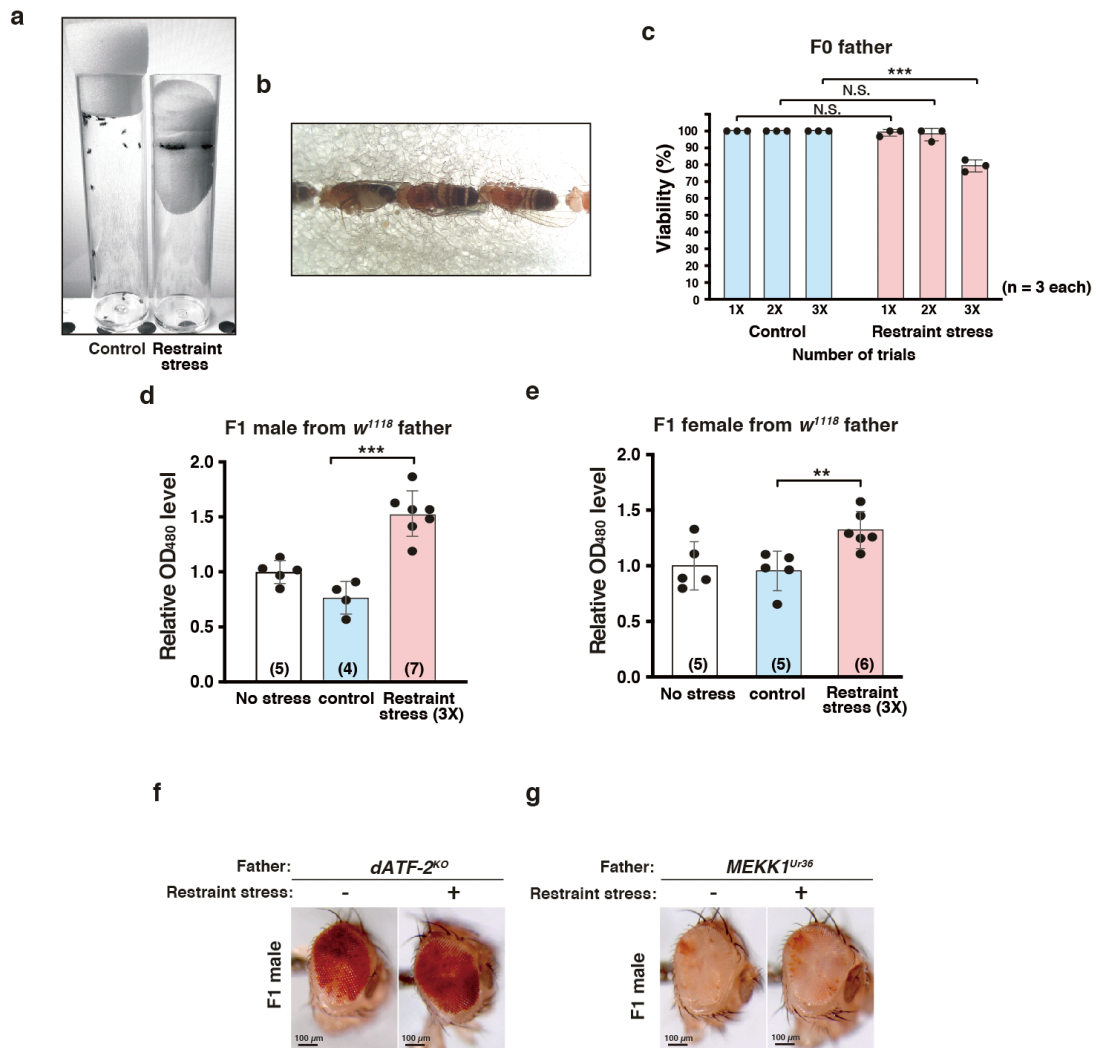 a
Control Restraint
stress
b
c
F0 father
***
N.S.
N.S.
Viability (%)
100
90
80
70
60
50
40
30
20
10
0
1X 2X 3X 1X 2X 3X
(n = 3 each)
Control Restraint stress
Number of trials
d
F1 male from w1118 father
***
Relative OD480 level
2.0
1.5
1.0
0.5
0.0
(5) (4) (7)
No stress control Restraint
stress (3X)
e
F1 female from w1118 father
**
Relative OD480 level
2.0
1.5
1.0
0.5
0.0
(5) (5) (6)
No stress control Restraint
stress (3X)
f
Father: dATF-2KO
Restraint stress: - +
F1 male
100 µm 100 µm
g
Father: MEKK1Ur36
Restraint stress: - +
F1 male
100 µm 100 µm